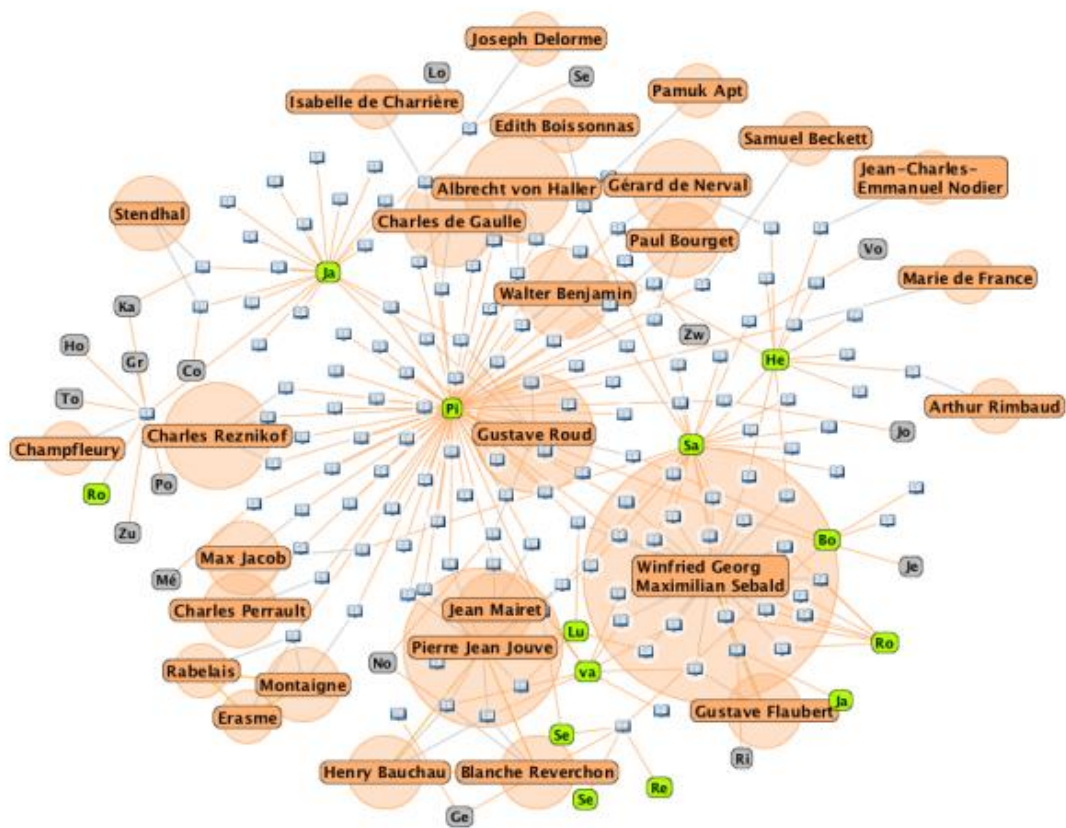 Joseph Delorme
Lo
Se
Pamuk Apt
Isabelle de Charrière
Edith Boissonnas
Samuel Beckett
Jean-Charles-
Emmanuel Nodier
Albrecht von Haller
Gérard de Nerval
Stendhal
Charles de Gaulle
Paul Bourget
Vo
Ja
Marie de France
Walter Benjamin
Ka
Zw
Ho
Gr
Co
He
To
Pi
Arthur Rimbaud
Champfleury
Charles Reznikof
Gustave Roud
Sa
Jo
Ro
Po
Zu
Bo
Max Jacob
Je
Mé
Winfried Georg
Maximilian Sebald
Charles Perrault
Jean Mairet
Lu
Ro
Pierre Jean Jouve
No
va
Rabelais
Montaigne
Erasme
Ja
Gustave Flaubert
Se
Ri
Henry Bauchau
Blanche Reverchon
Re
Se
Ge